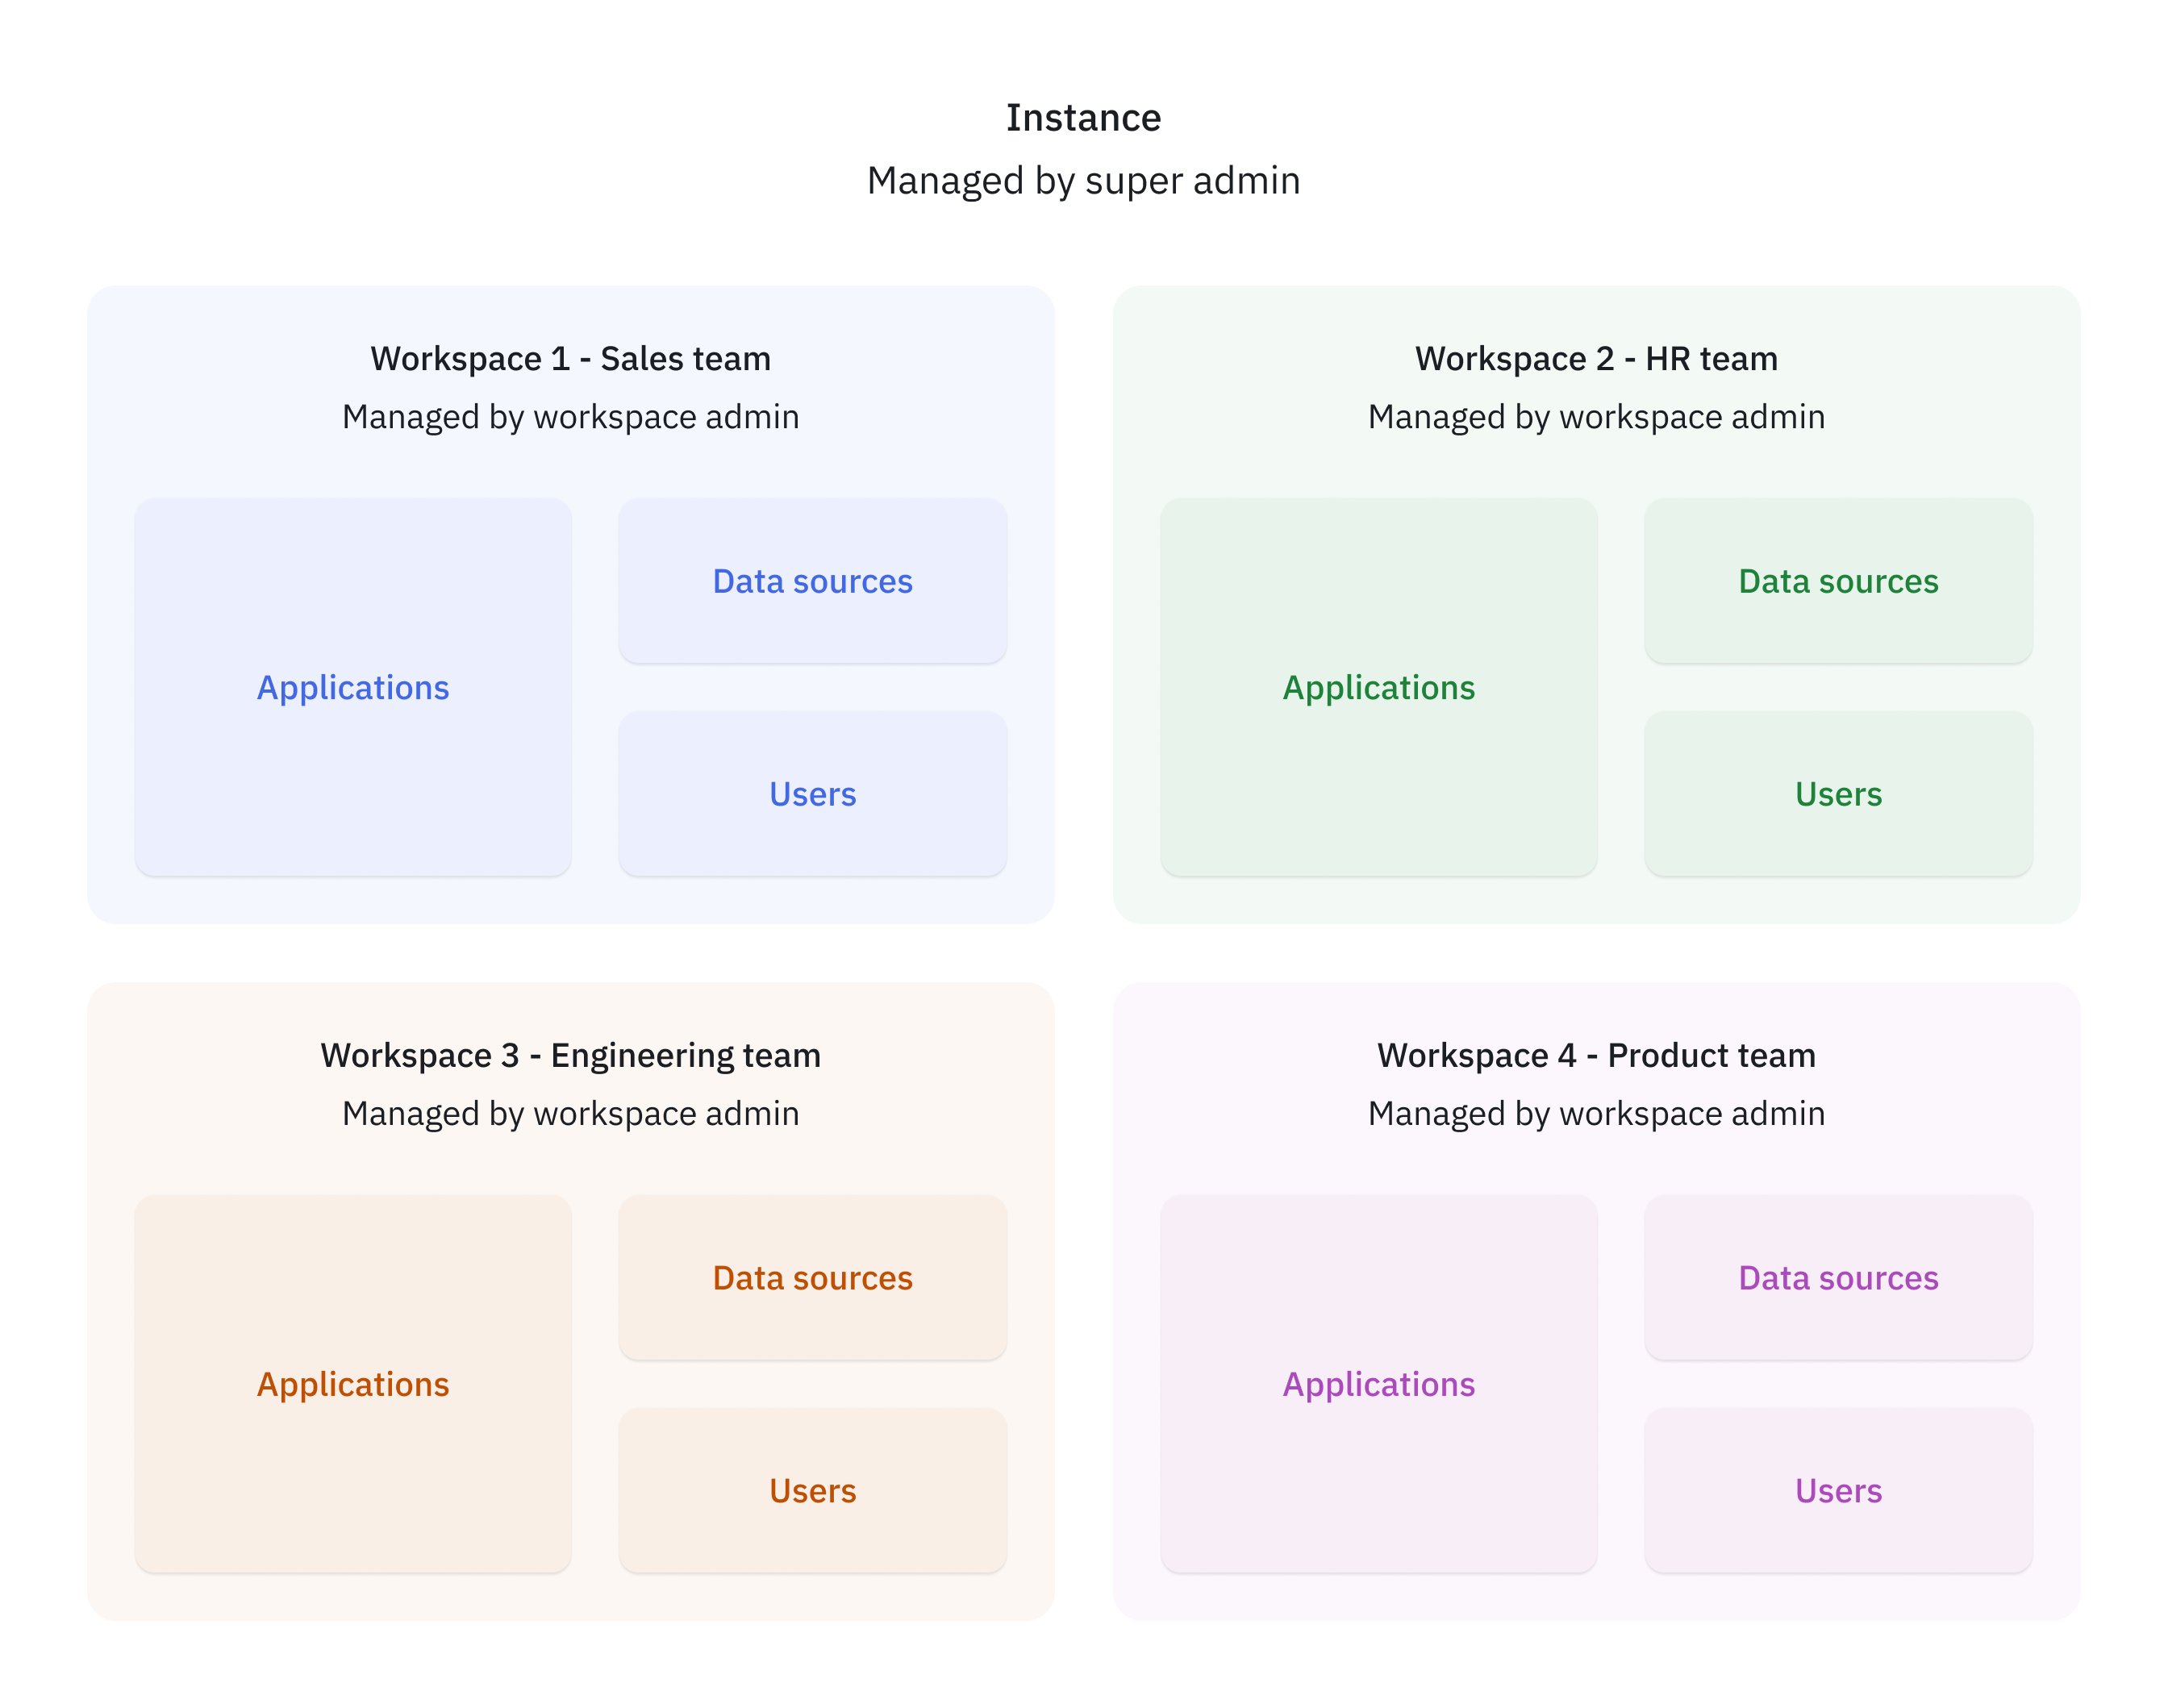 Instance
Managed by super admin
Workspace 1 - Sales team
Managed by workspace admin
Applications
Data sources
Users
Workspace 2 - HR team
Managed by workspace admin
Applications
Data sources
Users
Workspace 3 - Engineering team
Managed by workspace admin
Applications
Data sources
Users
Workspace 4 - Product team
Managed by workspace admin
Applications
Data sources
Users